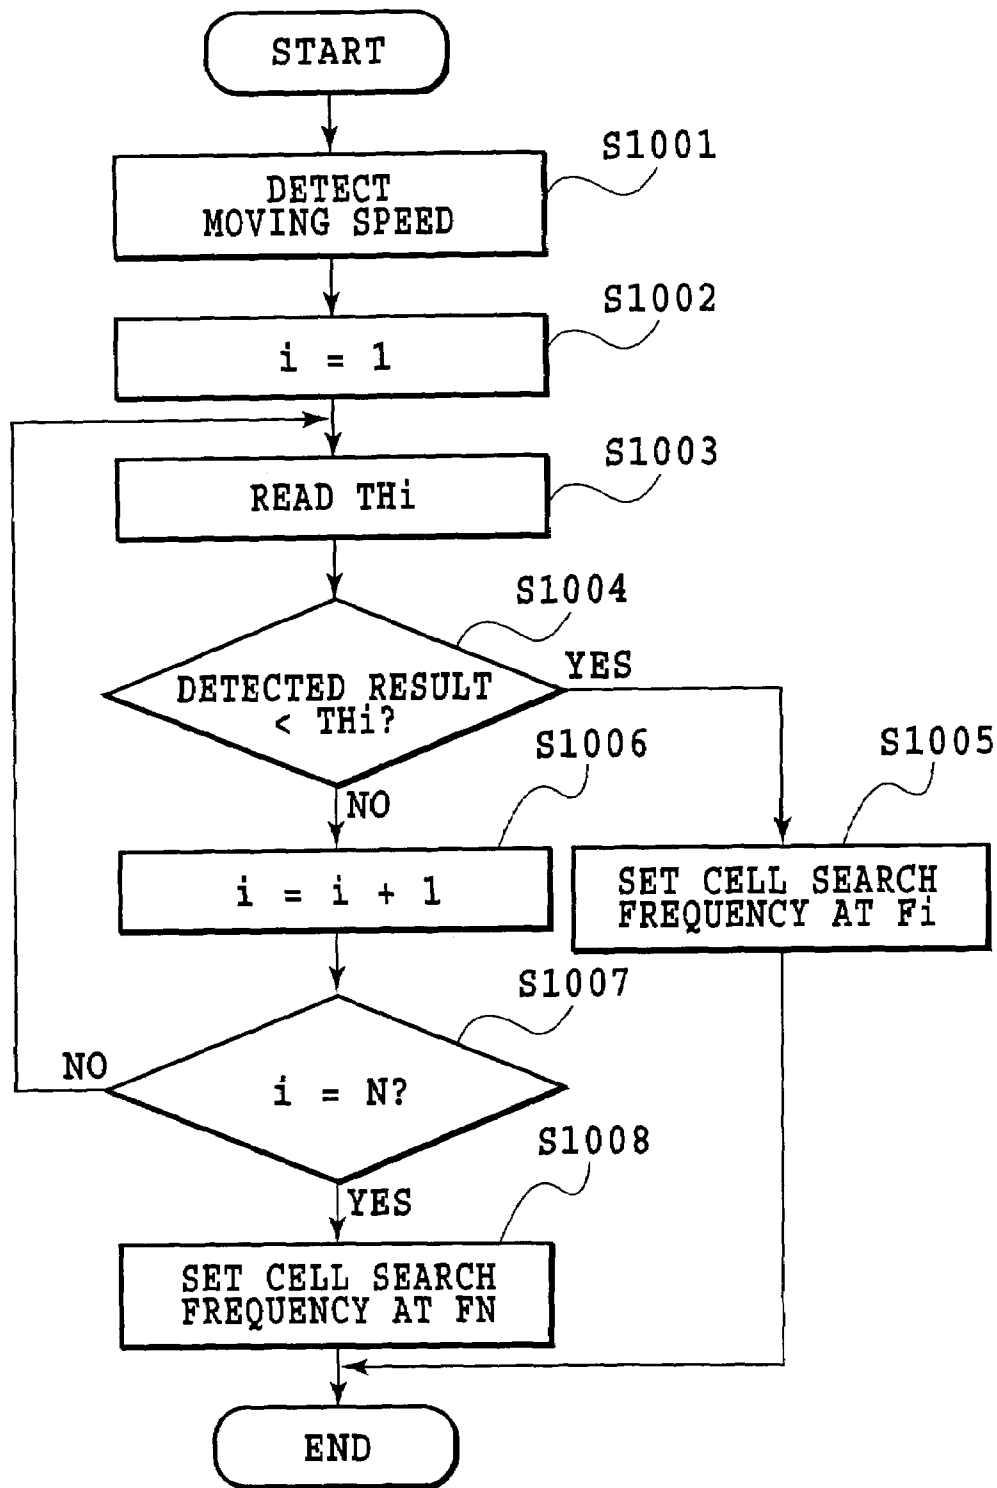 START
S1001
DETECT
MOVING SPEED
S1002
i = 1
S1003
READ THi
S1004
YES
DETECTED RESULT
< THi?
S1006
S1005
NO
i = i + 1
SET CELL SEARCH
FREQUENCY AT Fi
S1007
NO
i = N?
S1008
YES
SET CELL SEARCH
FREQUENCY AT FN
END